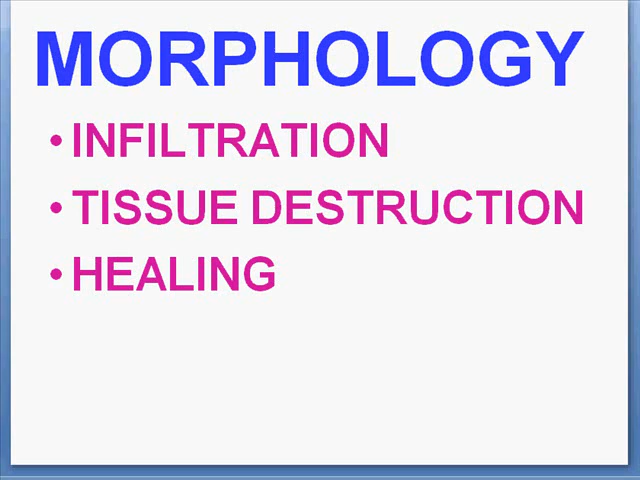 MORPHOLOGY
•INFILTRATION
•TISSUE DESTRUCTION
•HEALING